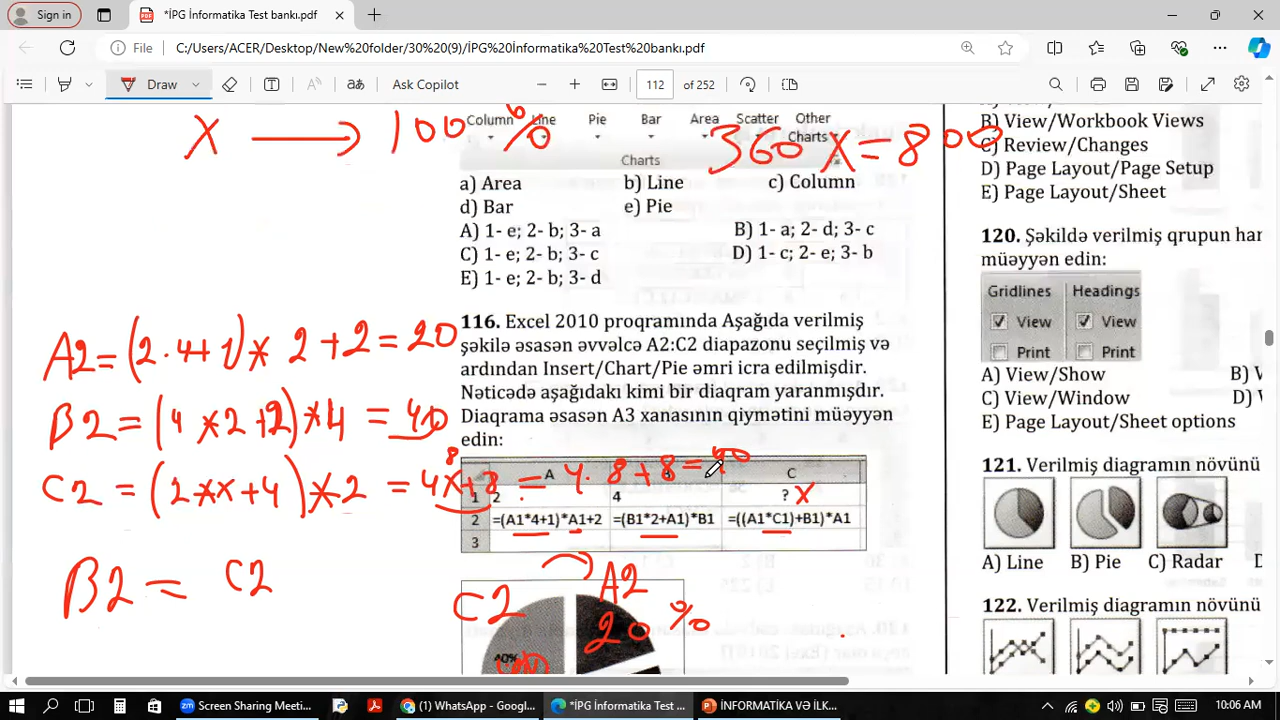 Sign in
*İPG İnformatika Test bankı.pdf
File
C:/Users/ACER/Desktop/New%20folder/30%20(9)/İPG%20İnformatika%20Test%20bankı.pdf
Draw
Ask Copilot
112 of 252
X → 100 %
360 X = 800
Column Line Pie Bar Area Scatter Other Charts
Charts
a) Area b) Line c) Column
d) Bar e) Pie
A) 1- e; 2- b; 3- a B) 1- a; 2- d; 3- c
C) 1- e; 2- b; 3- c D) 1- c; 2- e; 3- b
E) 1- e; 2- b; 3- d
116. Excel 2010 proqramında Aşağıda verilmiş
şəkilə əsasən əvvəlcə A2:C2 diapazonu seçilmiş və
ardından Insert/Chart/Pie əmri icra edilmişdir.
Nəticədə aşağıdakı kimi bir diaqram yaranmışdır.
Diaqrama əsasən A3 xanasının qiymətini müəyyən
edin:
A2=(2.4+1)* 2+2=20
B2 =(4*2+2)*4 =40
C2 =(2*x+4)*2 =4x+8 = 4.8+8=40
8
B2 = C2
A C
1 2 4 ? X
2 =(A1*4+1)*A1+2 =(B1*2+A1)*B1 =((A1*C1)+B1)*A1
3
C2 A2
20 %
40%
B) View/Workbook Views
C) Review/Changes
D) Page Layout/Page Setup
E) Page Layout/Sheet
120. Şəkildə verilmiş qrupun
müəyyən edin:
Gridlines Headings
View View
Print Print
A) View/Show
C) View/Window
E) Page Layout/Sheet options
121. Verilmiş diagramın növünü
A) Line B) Pie C) Radar
122. Verilmiş diagramın növünü
Screen Sharing Meeti...
(1) WhatsApp - Googl...
*İPG İnformatika Test ...
İNFORMATİKA VƏ İLK...
10:06 AM